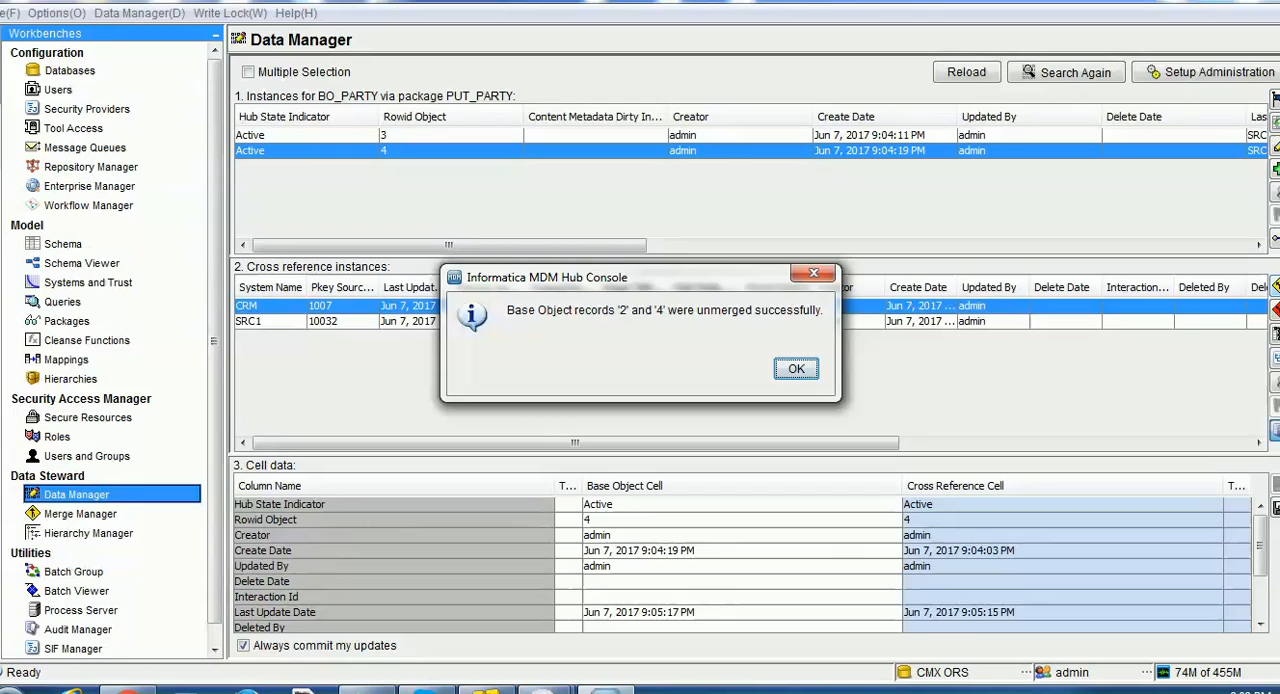 e(F) Options(O) Data Manager(D) Write Lock(W) Help(H)
Workbenches
Configuration
Databases
Users
Security Providers
Tool Access
Message Queues
Repository Manager
Enterprise Manager
Workflow Manager
Model
Schema
Schema Viewer
Systems and Trust
Queries
Packages
Cleanse Functions
Mappings
Hierarchies
Security Access Manager
Secure Resources
Roles
Users and Groups
Data Steward
Data Manager
Merge Manager
Hierarchy Manager
Utilities
Batch Group
Batch Viewer
Process Server
Audit Manager
SIF Manager
Data Manager
Multiple Selection Reload Search Again Setup Administration
1. Instances for BO_PARTY via package PUT_PARTY:
Hub State Indicator Rowid Object Content Metadata Dirty In... Creator Create Date Updated By Delete Date Las
Active 3 admin Jun 7, 2017 9:04:11 PM admin SRC
Active 4 admin Jun 7, 2017 9:04:19 PM admin SRC
2. Cross reference instances:
System Name Pkey Sourc... Last Updat. Create Date Updated By Delete Date Interaction... Deleted By
CRM 1007 Jun 7, 2017 Jun 7, 2017 ... admin
SRC1 10032 Jun 7, 2017 Jun 7, 2017 ... admin
Informatica MDM Hub Console
Base Object records '2' and '4' were unmerged successfully.
OK
3. Cell data:
Column Name T... Base Object Cell Cross Reference Cell T...
Hub State Indicator Active Active
Rowid Object 4 4
Creator admin admin
Create Date Jun 7, 2017 9:04:19 PM Jun 7, 2017 9:04:03 PM
Updated By admin admin
Delete Date
Interaction Id
Last Update Date Jun 7, 2017 9:05:17 PM Jun 7, 2017 9:05:15 PM
Deleted By
Always commit my updates
Ready CMX ORS ... admin ... 74M of 455M